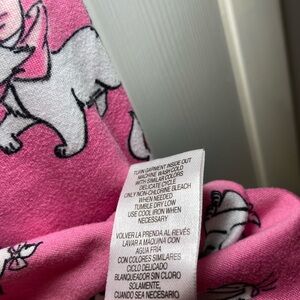 TURN GARMENT INSIDE OUT
MACHINE WASH COLD
WITH SIMILAR COLORS
DELICATE CYCLE
ONLY NON-CHLORINE BLEACH
WHEN NEEDED
TUMBLE DRY LOW
USE COOL IRON WHEN
NECESSARY
VOLVER LA PRENDA AL REVÉS
LAVAR A MÁQUINA CON
AGUA FRÍA
CON COLORES SIMILARES
CICLO DELICADO
BLANQUEADOR SIN CLORO
SOLAMENTE,
CUANDO SEA NECESARIO